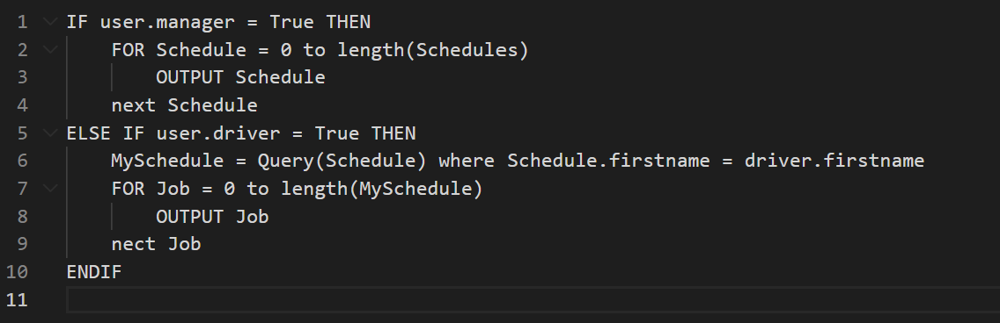 1 IF user.manager = True THEN
2 FOR Schedule = 0 to length(Schedules)
3 OUTPUT Schedule
4 next Schedule
5 ELSE IF user.driver = True THEN
6 MySchedule = Query(Schedule) where Schedule.firstname = driver.firstname
7 FOR Job = 0 to length(MySchedule)
8 OUTPUT Job
9 nect Job
10 ENDIF
11